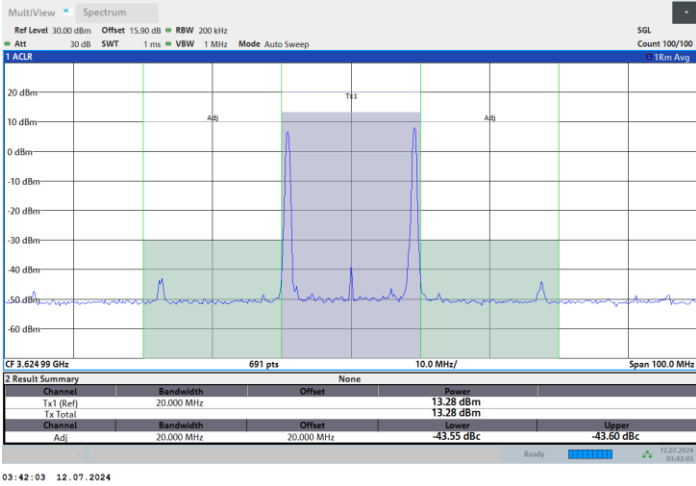 MultiView Spectrum
Ref Level 30.00 dBm Offset 15.90 dB RBW 200 kHz SGL
Att 30 dB SWT 1 ms VBW 1 MHz Mode Auto Sweep Count 100/100
1 ACLR 1Rm Avg
20 dBm
Tx1
10 dBm Adj Adj
0 dBm
-10 dBm
-20 dBm
-30 dBm
-40 dBm
-50 dBm
-60 dBm
CF 3.62499 GHz 691 pts 10.0 MHz/ Span 100.0 MHz
2 Result Summary None
Channel Bandwidth Offset Power
Tx1 (Ref) 20.000 MHz 13.28 dBm
Tx Total 13.28 dBm
Channel Bandwidth Offset Lower Upper
Adj 20.000 MHz 20.000 MHz -43.55 dBc -43.60 dBc
Ready 12.07.2024
03:42:03
03:42:03 12.07.2024